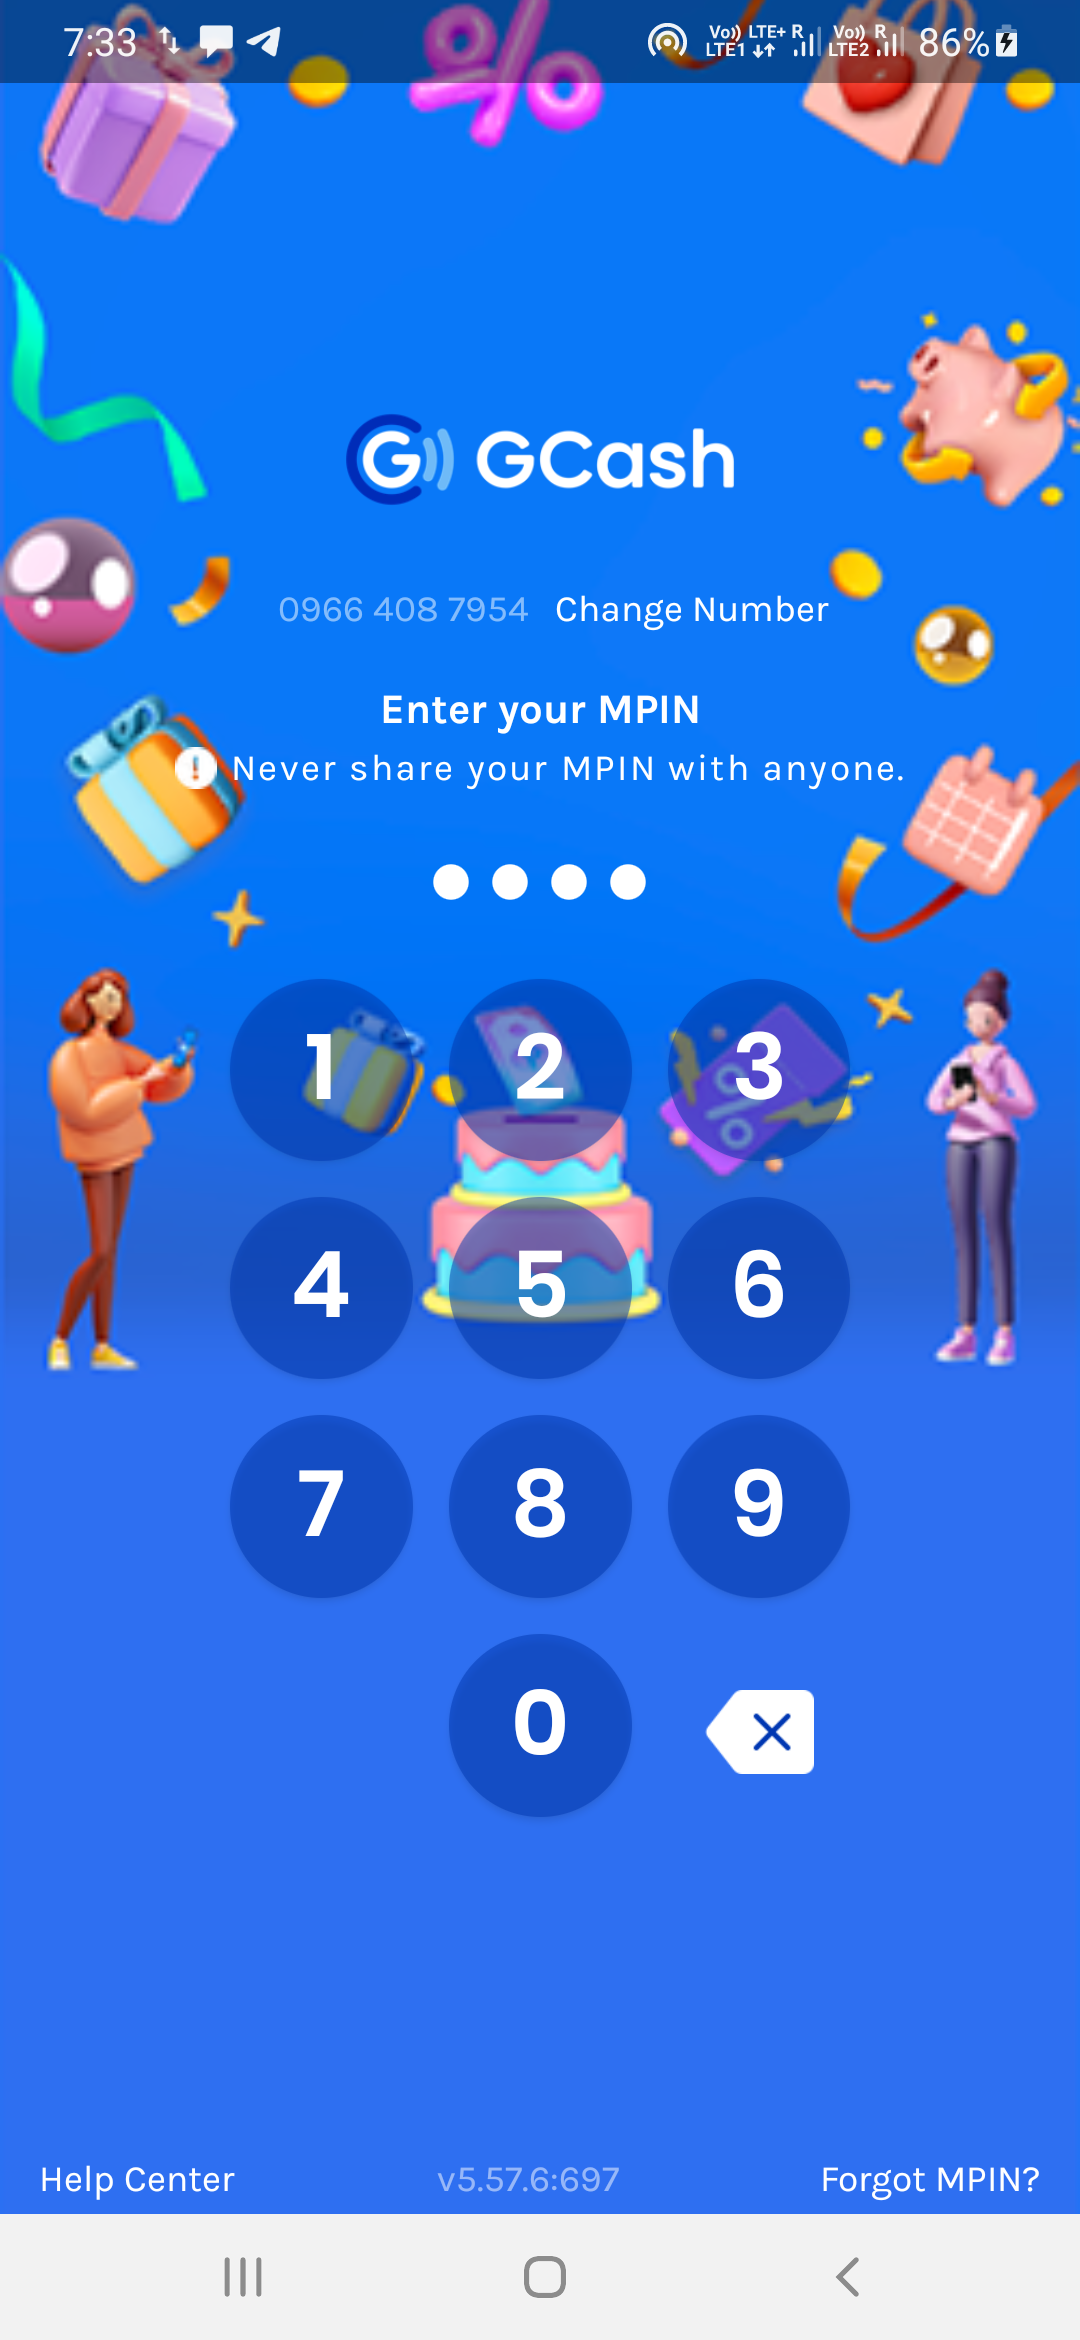 7:33 Vo)) LTE+ R Vo)) R 86%
LTE1 LTE2
GCash
0966 408 7954 Change Number
Enter your MPIN
! Never share your MPIN with anyone.
1 2 3
4 5 6
7 8 9
0
Help Center v5.57.6:697 Forgot MPIN?